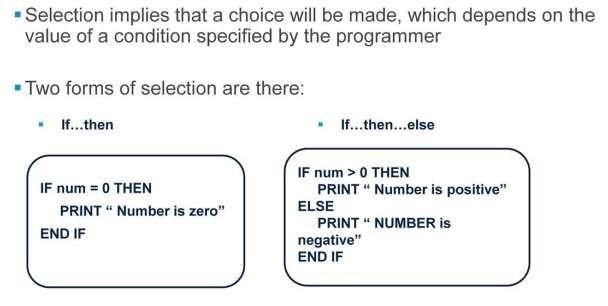 ▪ Selection implies that a choice will be made, which depends on the
value of a condition specified by the programmer
▪ Two forms of selection are there:
▪ If…then
IF num = 0 THEN
PRINT “ Number is zero”
END IF
▪ If…then…else
IF num > 0 THEN
PRINT “ Number is positive”
ELSE
PRINT “ NUMBER is
negative”
END IF